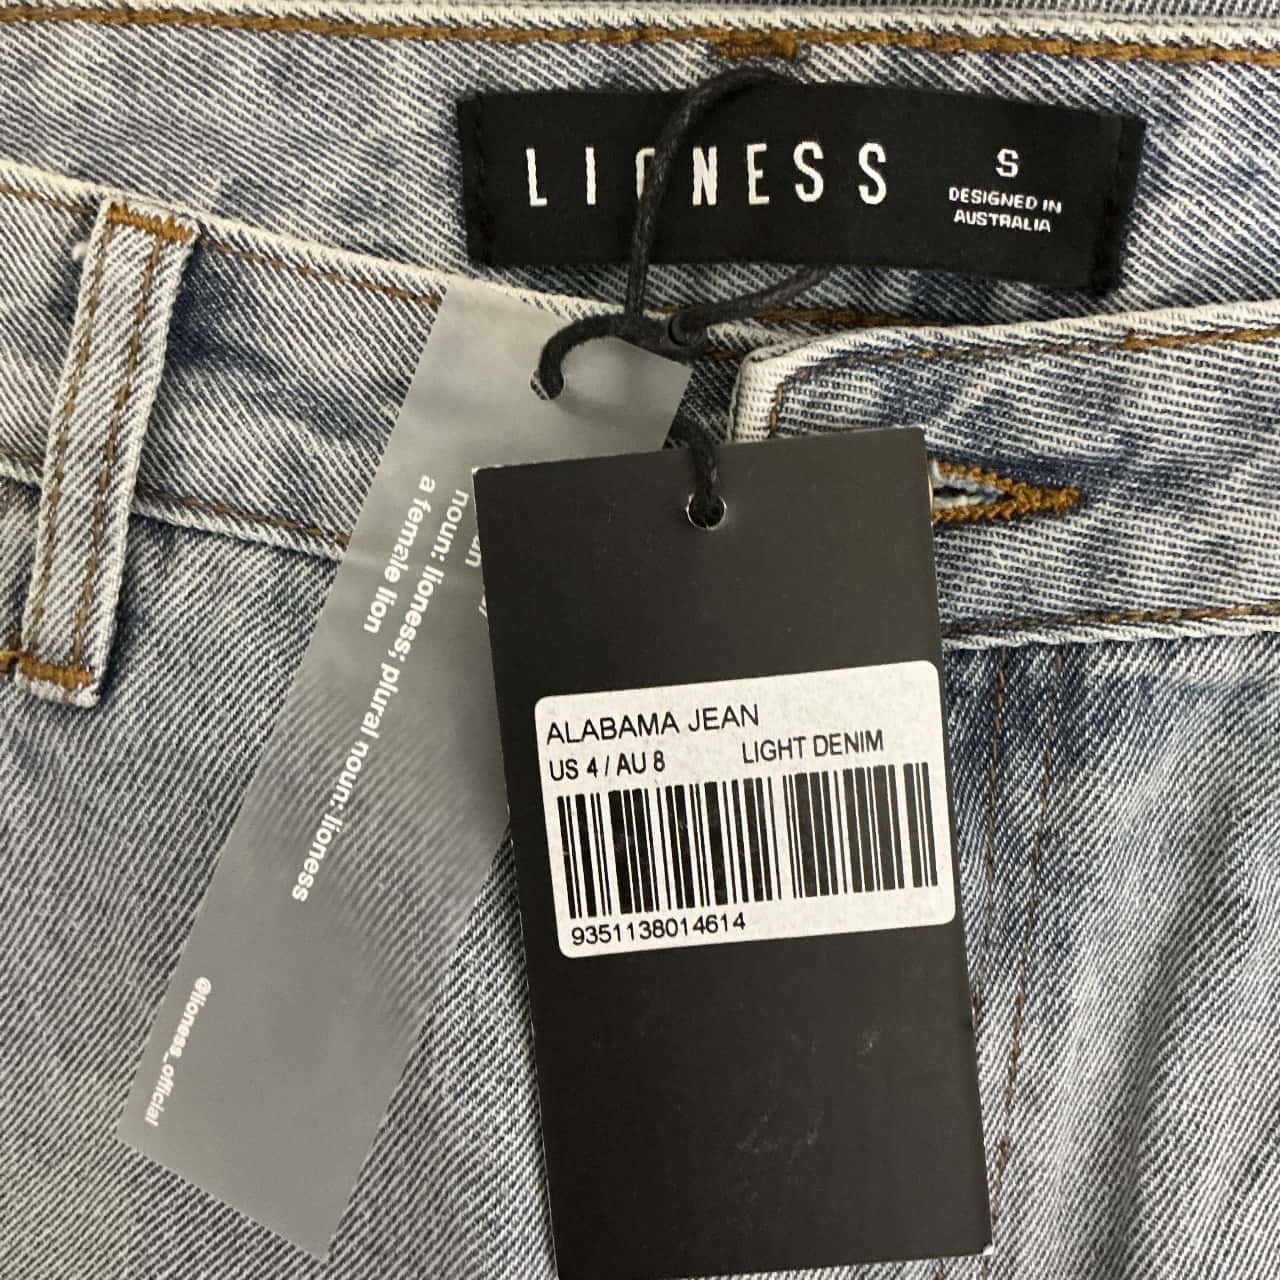 LIONESS
S
DESIGNED IN
AUSTRALIA
noun: lioness; plural noun: lioness
a female lion
@lioness_official
ALABAMA JEAN
US 4 / AU 8 LIGHT DENIM
9351138014614